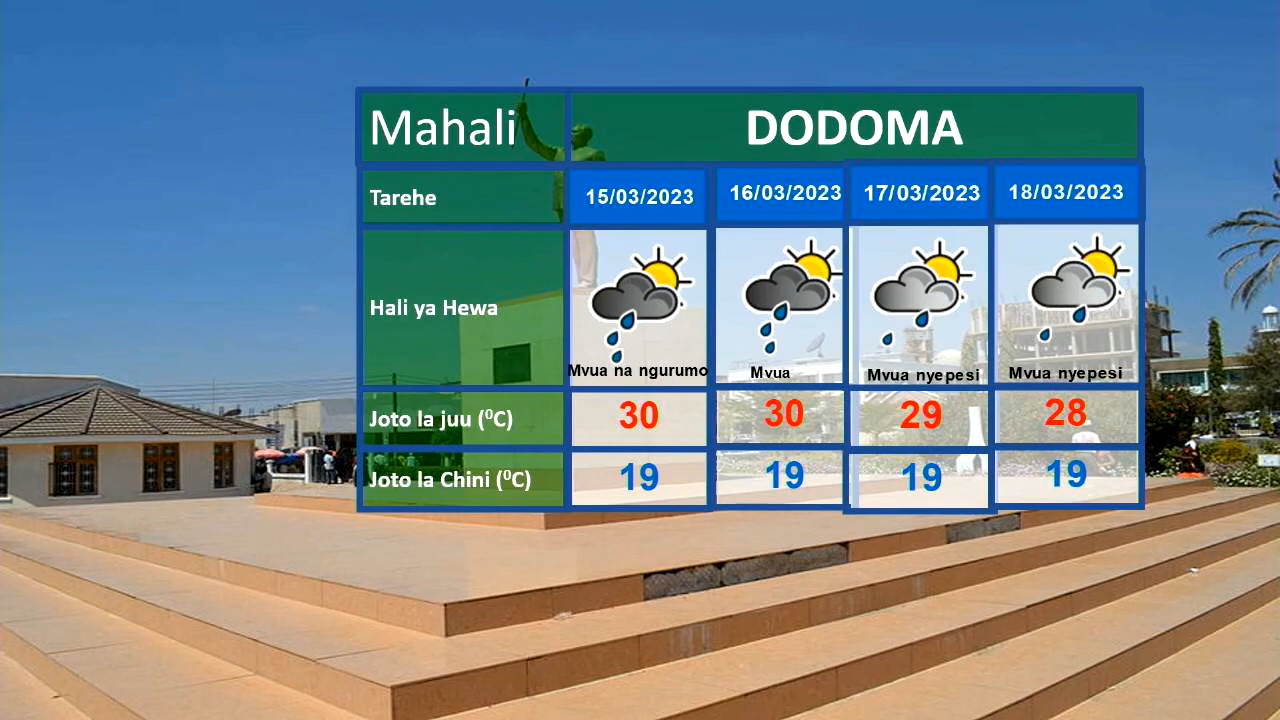 Mahali DODOMA
Tarehe 15/03/2023 16/03/2023 17/03/2023 18/03/2023
Hali ya Hewa
Mvua na ngurumo Mvua Mvua nyepesi Mvua nyepesi
Joto la juu (⁰C) 30 30 29 28
Joto la Chini (⁰C) 19 19 19 19